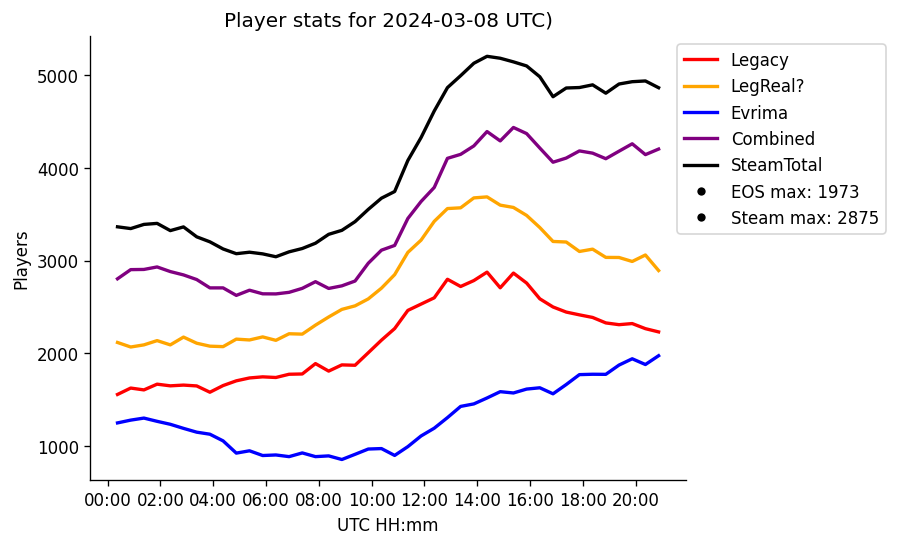 Player stats for 2024-03-08 UTC)
5000
4000
3000
2000
1000
Players
00:00 02:00 04:00 06:00 08:00 10:00 12:00 14:00 16:00 18:00 20:00
UTC HH:mm
Legacy
LegReal?
Evrima
Combined
SteamTotal
EOS max: 1973
Steam max: 2875